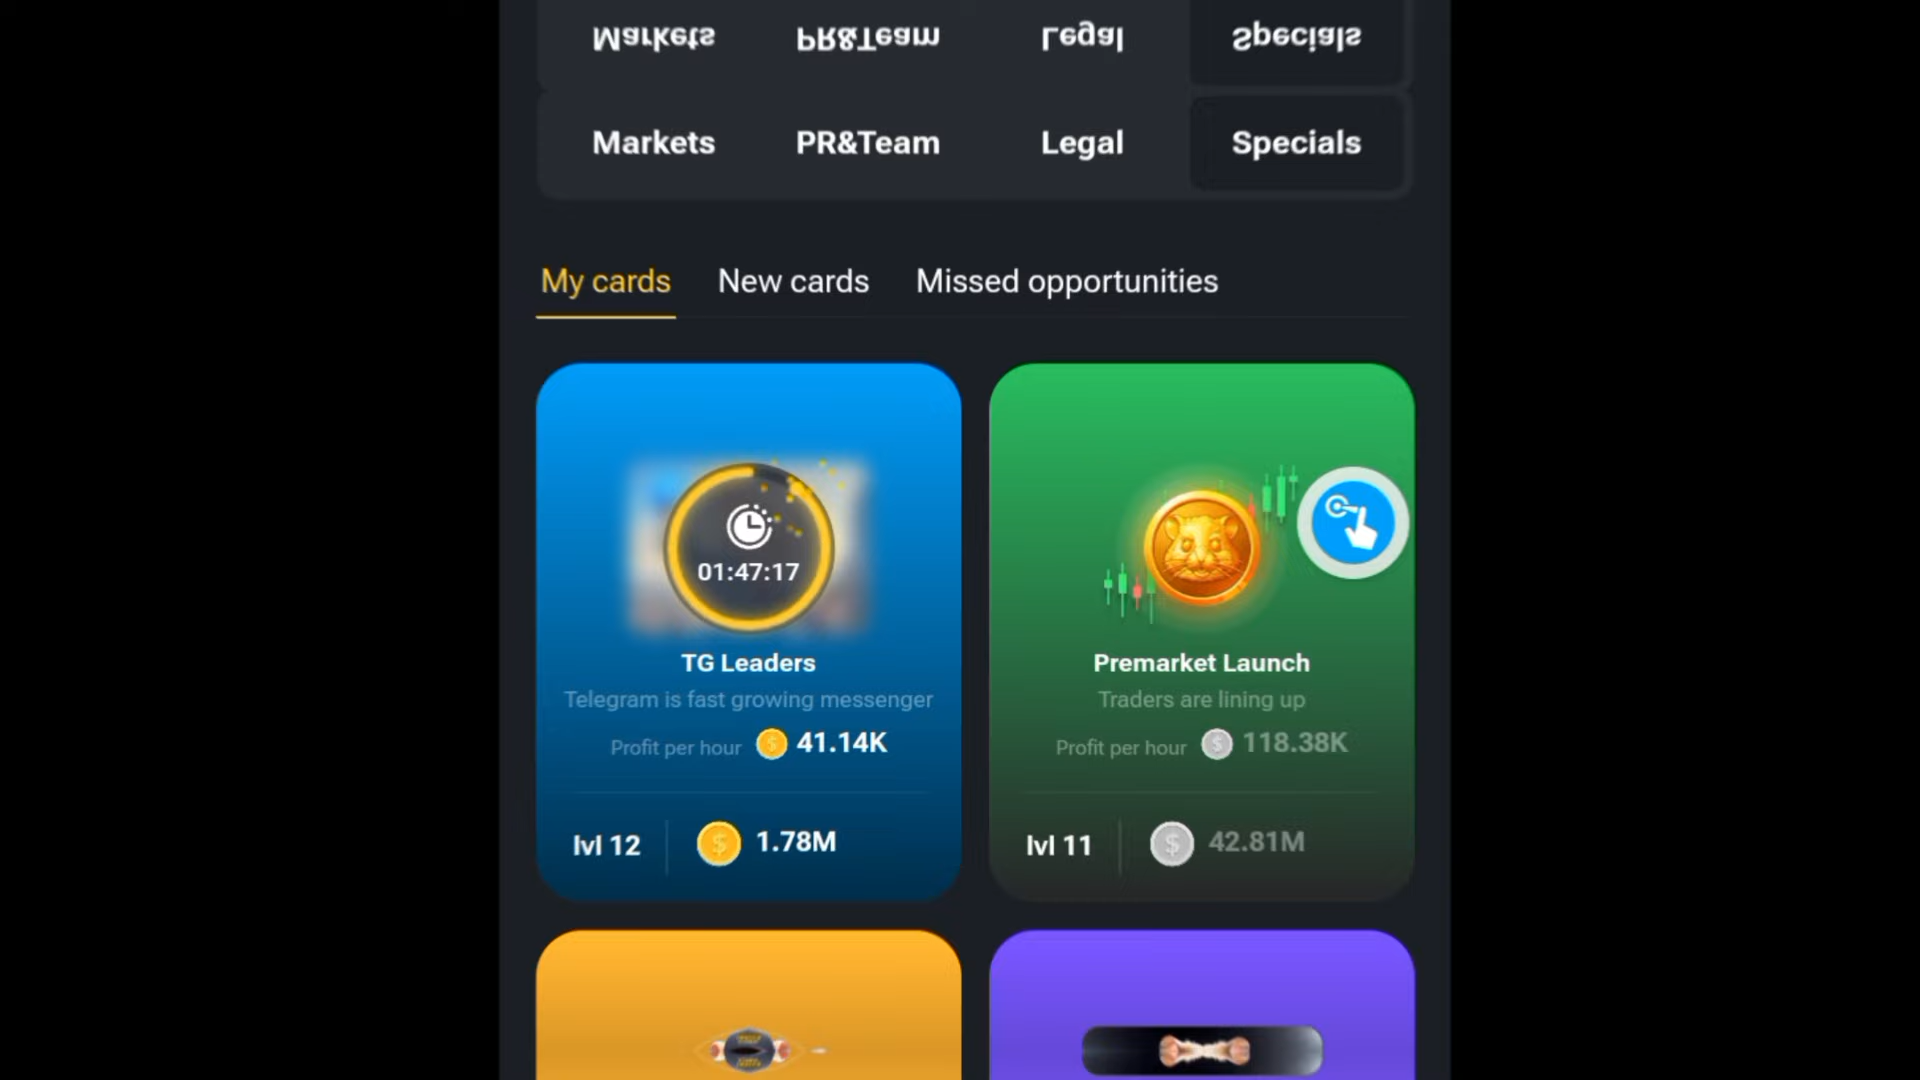 Markets PR&Team Legal Specials
Markets PR&Team Legal Specials
My cards New cards Missed opportunities
01:47:17
TG Leaders
Telegram is fast growing messenger
Profit per hour 41.14K
lvl 12 1.78M
Premarket Launch
Traders are lining up
Profit per hour 118.38K
lvl 11 42.81M